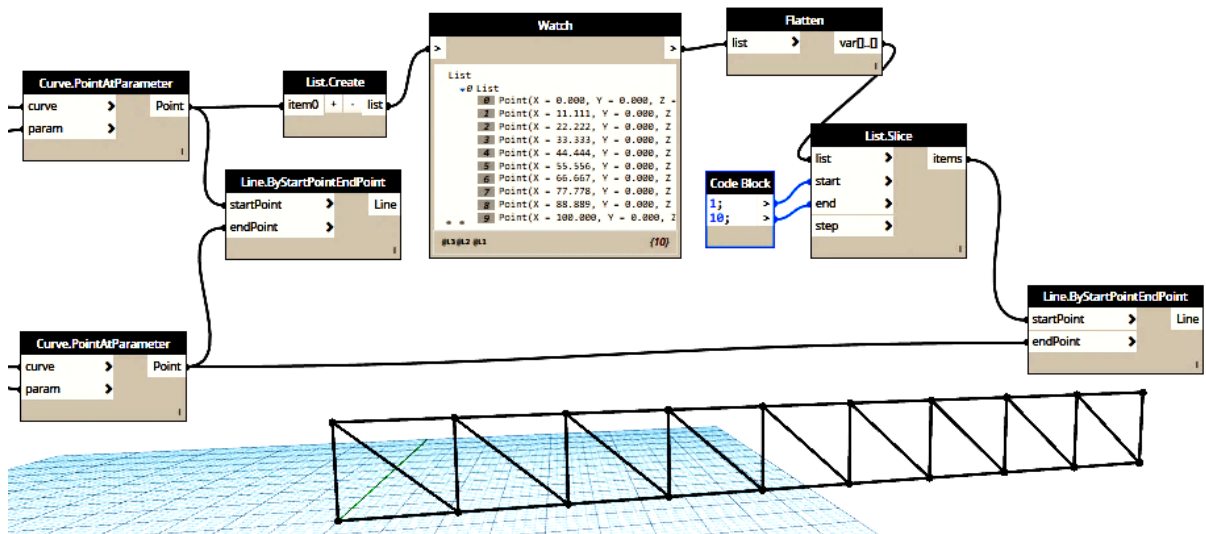 Watch
>
>
List
0 List
0 Point(X = 0.000, Y = 0.000, Z =
1 Point(X = 11.111, Y = 0.000, Z
2 Point(X = 22.222, Y = 0.000, Z
3 Point(X = 33.333, Y = 0.000, Z
4 Point(X = 44.444, Y = 0.000, Z
5 Point(X = 55.556, Y = 0.000, Z
6 Point(X = 66.667, Y = 0.000, Z
7 Point(X = 77.778, Y = 0.000, Z
8 Point(X = 88.889, Y = 0.000, Z
9 Point(X = 100.000, Y = 0.000, Z
@L3 @L2 @L1 {10}
Flatten
list > var[]..[]
Curve.PointAtParameter
curve > Point
param >
List.Create
item0 + - list
Line.ByStartPointEndPoint
startPoint > Line
endPoint >
Code Block
1; >
10; >
List.Slice
list > items
start >
end >
step >
Line.ByStartPointEndPoint
startPoint > Line
endPoint >
Curve.PointAtParameter
curve > Point
param >